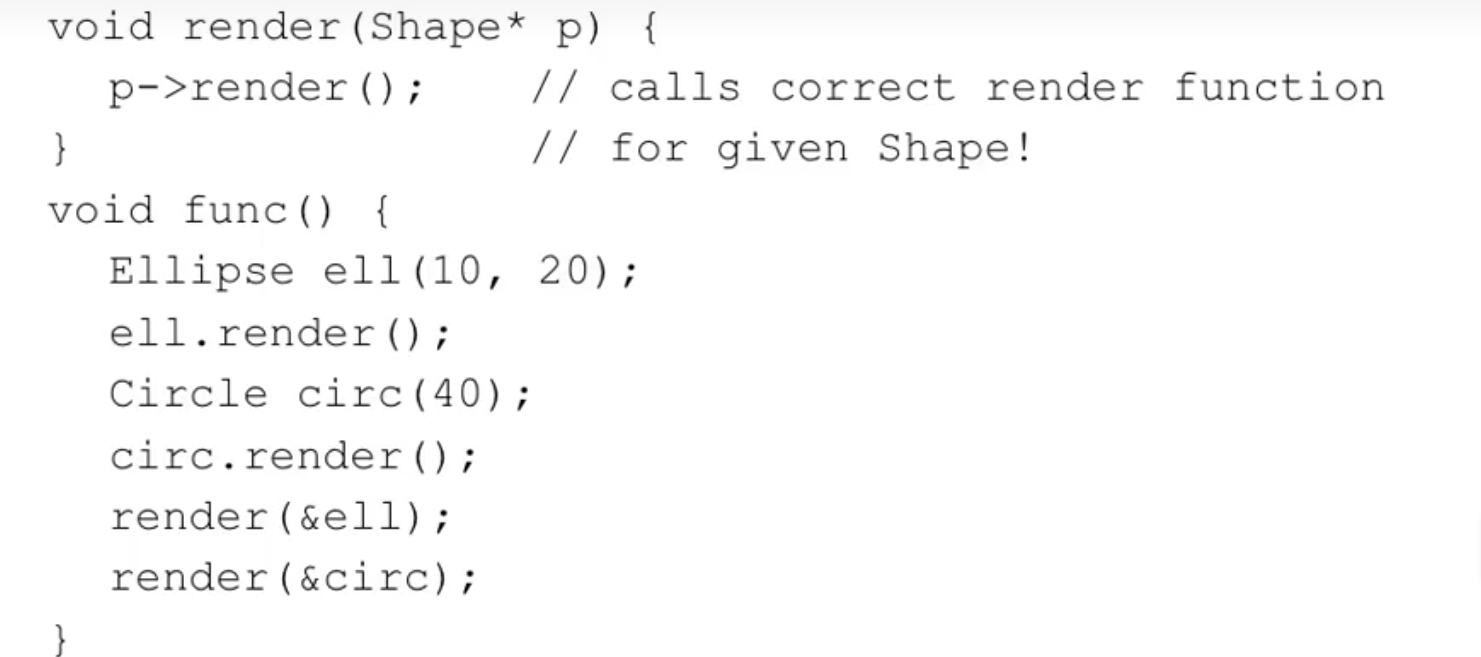 void render(Shape* p) {
p->render(); // calls correct render function
} // for given Shape!
void func() {
Ellipse ell(10, 20);
ell.render();
Circle circ(40);
circ.render();
render(&ell);
render(&circ);
}